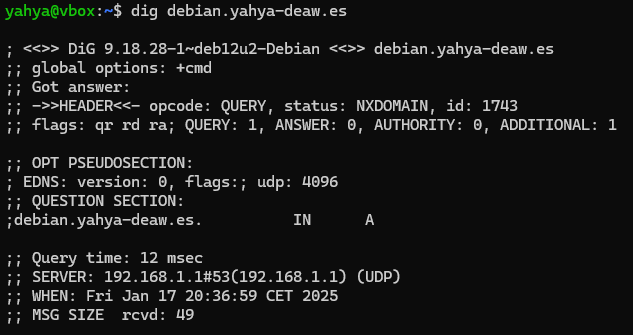 yahya@vbox:~$ dig debian.yahya-deaw.es
; <<>> DiG 9.18.28-1~deb12u2-Debian <<>> debian.yahya-deaw.es
;; global options: +cmd
;; Got answer:
;; ->>HEADER<<- opcode: QUERY, status: NXDOMAIN, id: 1743
;; flags: qr rd ra; QUERY: 1, ANSWER: 0, AUTHORITY: 0, ADDITIONAL: 1
;; OPT PSEUDOSECTION:
; EDNS: version: 0, flags:; udp: 4096
;; QUESTION SECTION:
;debian.yahya-deaw.es. IN A
;; Query time: 12 msec
;; SERVER: 192.168.1.1#53(192.168.1.1) (UDP)
;; WHEN: Fri Jan 17 20:36:59 CET 2025
;; MSG SIZE rcvd: 49